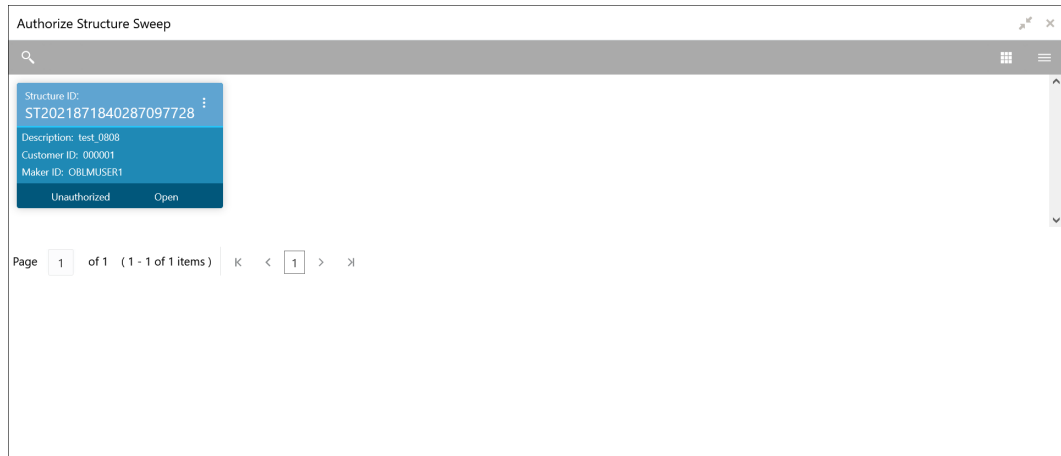 Authorize Structure Sweep
Structure ID:
ST2021871840287097728
Description: test_0808
Customer ID: 000001
Maker ID: OBLMUSER1
Unauthorized Open
Page 1 of 1 ( 1 - 1 of 1 items ) 1